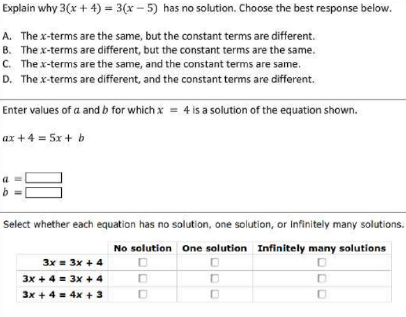 Explain why 3(x + 4) = 3(x − 5) has no solution. Choose the best response below.
A. The x-terms are the same, but the constant terms are different.
B. The x-terms are different, but the constant terms are the same.
C. The x-terms are the same, and the constant terms are same.
D. The x-terms are different, and the constant terms are different.
Enter values of a and b for which x = 4 is a solution of the equation shown.
ax + 4 = 5x + b
a =
b =
Select whether each equation has no solution, one solution, or infinitely many solutions.
No solution One solution Infinitely many solutions
3x = 3x + 4
3x + 4 = 3x + 4
3x + 4 = 4x + 3